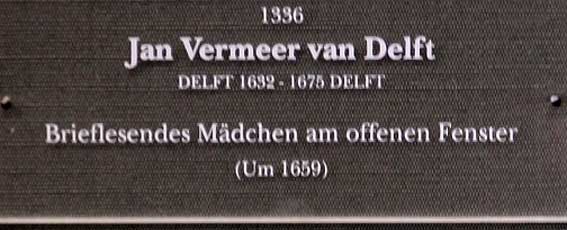 1336
Jan Vermeer van Delft
DELFT 1632 - 1675 DELFT
Brieflesendes Mädchen am offenen Fenster
(Um 1659)